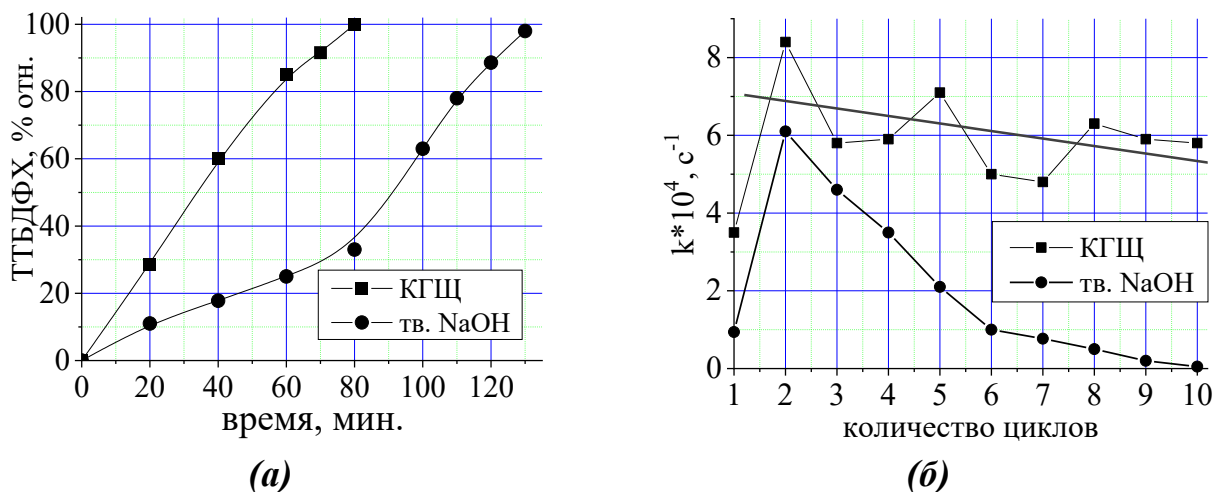 ТТБДФХ, % отн.
100
80
60
40
20
0
0 20 40 60 80 100 120
время, мин.
КГЩ
тв. NaOH
(а)
k*10⁴, с⁻¹
8
6
4
2
0
1 2 3 4 5 6 7 8 9 10
количество циклов
КГЩ
тв. NaOH
(б)